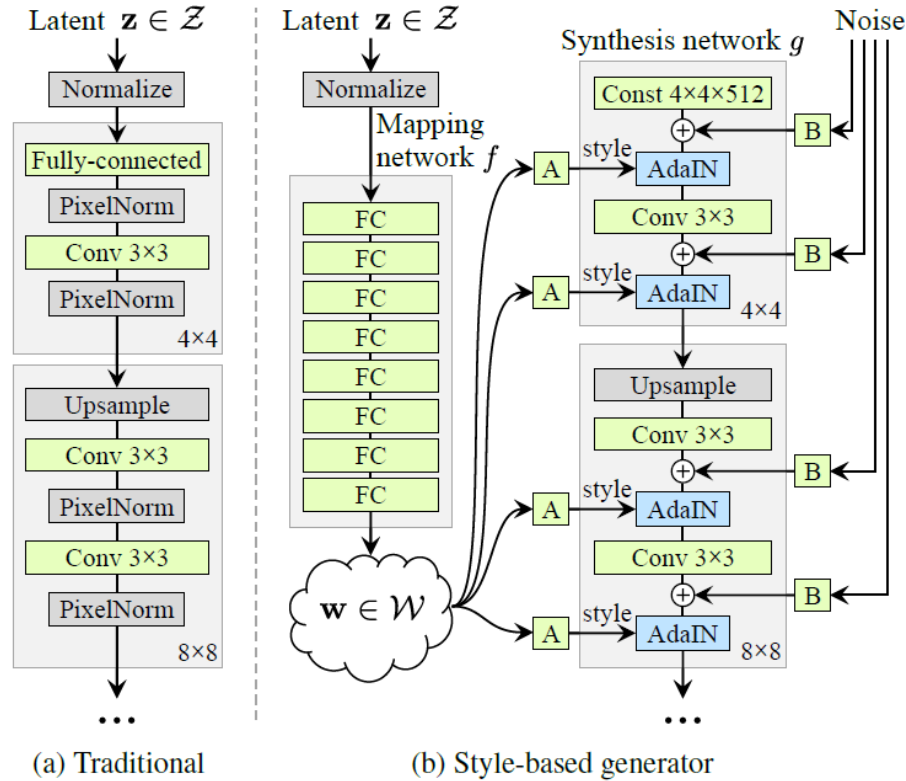 Latent z ∈ Z
Normalize
Fully-connected
PixelNorm
Conv 3×3
PixelNorm
4×4
Upsample
Conv 3×3
PixelNorm
Conv 3×3
PixelNorm
8×8
...
(a) Traditional
Latent z ∈ Z
Normalize
Mapping
network f
FC
FC
FC
FC
FC
FC
FC
FC
w ∈ W
A
style
A
style
A
style
A
style
Synthesis network g
Const 4×4×512
+
AdaIN
Conv 3×3
+
AdaIN
4×4
Upsample
Conv 3×3
+
AdaIN
Conv 3×3
+
AdaIN
8×8
...
Noise
B
B
B
B
(b) Style-based generator